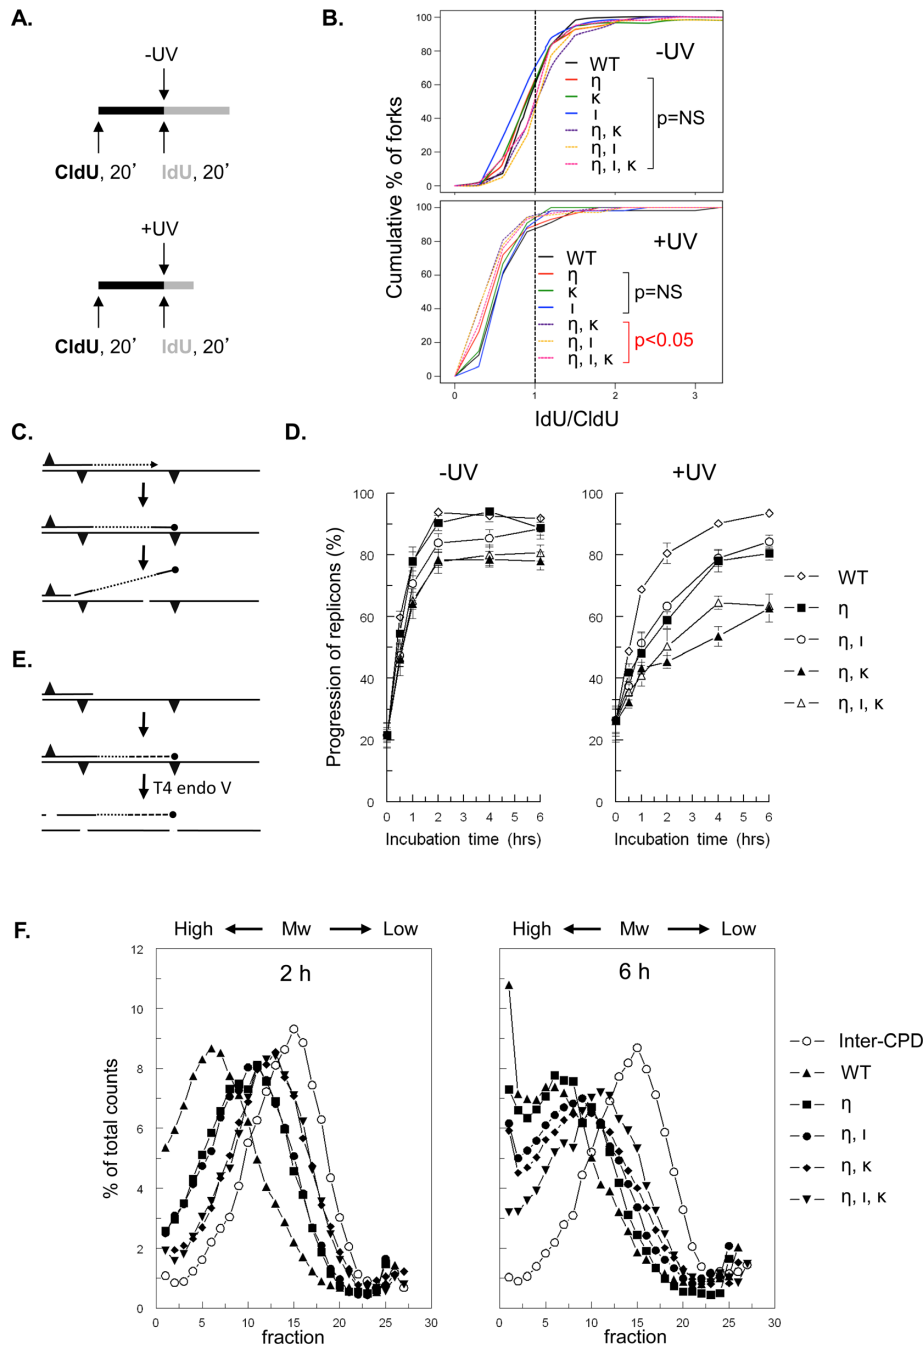 A.
-UV
CldU, 20’ IdU, 20’
+UV
CldU, 20’ IdU, 20’
B.
Cumulative % of forks
100
80
60
40
20
0
-UV
WT
η
κ
ι
η, κ
η, ι
η, ι, κ
p=NS
100
80
60
40
20
0
+UV
WT
η
κ
ι
η, κ
η, ι
η, ι, κ
p=NS
p<0.05
0 1 2 3
IdU/CldU
C.
D.
-UV
+UV
Progression of replicons (%)
100
80
60
40
20
0
0 1 2 3 4 5 6
Incubation time (hrs)
100
80
60
40
20
0
0 1 2 3 4 5 6
Incubation time (hrs)
WT
η
η, ι
η, κ
η, ι, κ
E.
T4 endo V
F.
High Mw Low
High Mw Low
% of total counts
12
10
8
6
4
2
0
2 h
0 5 10 15 20 25 30
fraction
6 h
0 5 10 15 20 25 30
fraction
Inter-CPD
WT
η
η, ι
η, κ
η, ι, κ